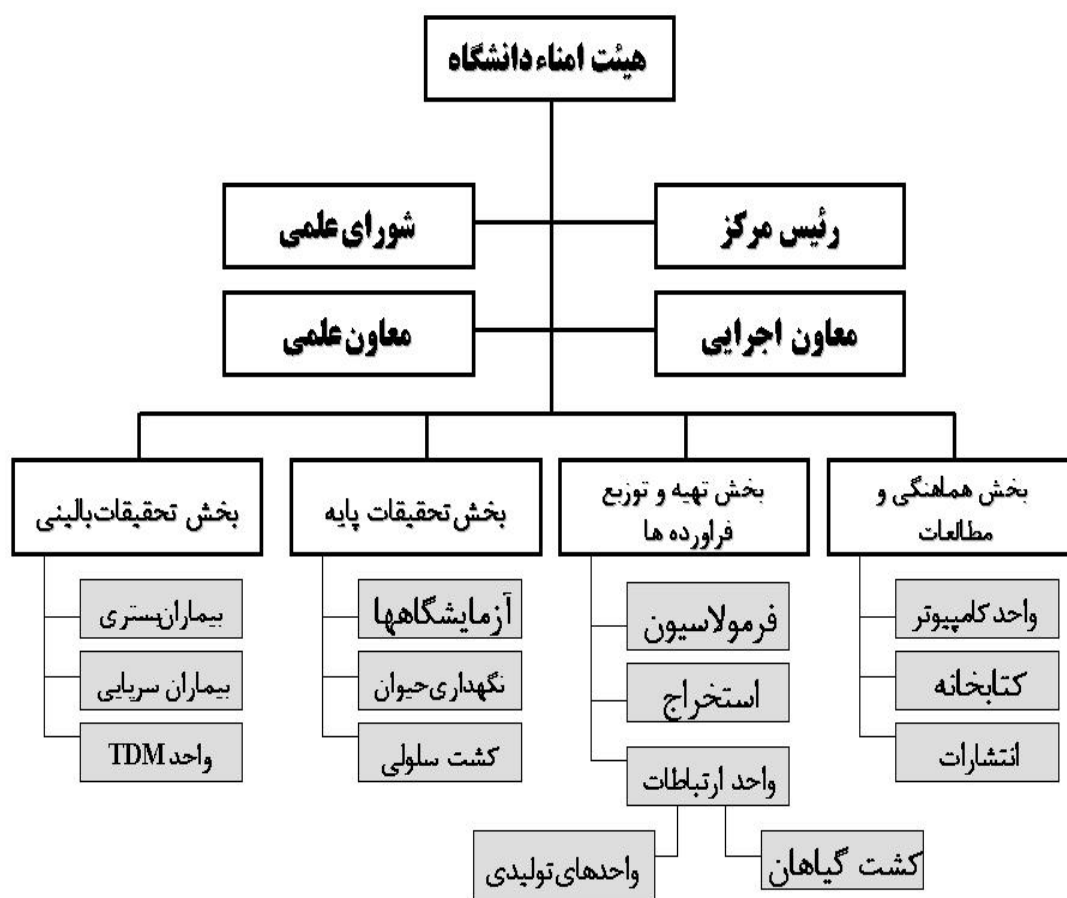 هیئت امناء دانشگاه
رئیس مرکز
شورای علمی
معاون اجرایی
معاون علمی
بخش هماهنگی و
مطالعات
بخش تهیه و توزیع
فراورده ها
بخش تحقیقات پایه
بخش تحقیقات بالینی
واحد کامپیوتر
کتابخانه
انتشارات
فرمولاسیون
استخراج
واحد ارتباطات
کشت گیاهان
واحدهای تولیدی
آزمایشگاهها
نگهداری حیوان
کشت سلولی
بیماران بستری
بیماران سرپایی
واحد TDM